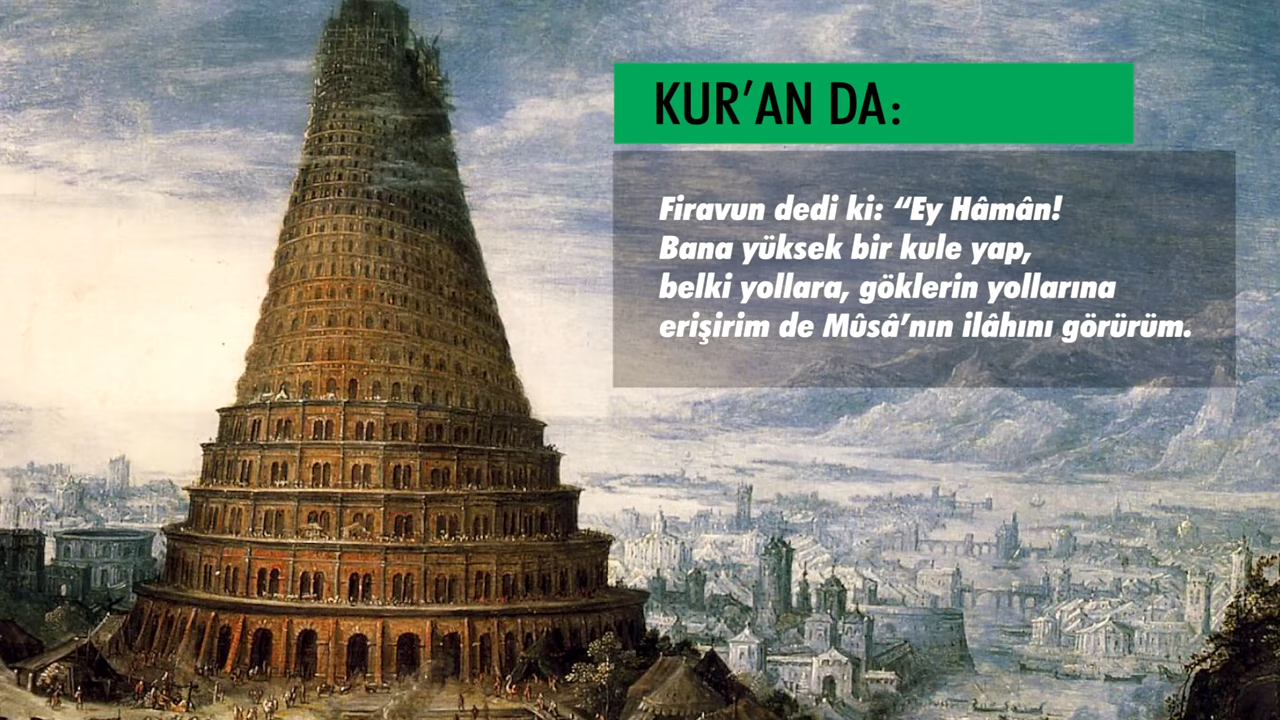 KUR’AN DA:
Firavun dedi ki: “Ey Hâmân!
Bana yüksek bir kule yap,
belki yollara, göklerin yollarına
erişirim de Mûsâ’nın ilâhını görürüm.